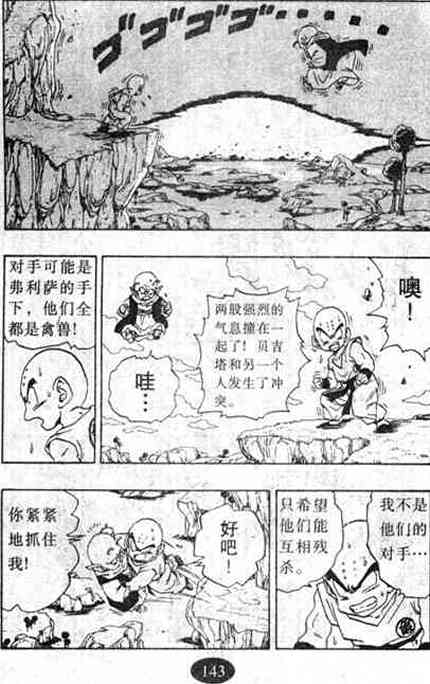 ゴゴゴゴゴ・・・・・・
噢！
两股强烈的
气息撞在一
起了！贝吉
塔和另一个
人发生了冲
突。
哇…
对手可能是
弗利萨的手
下，他们全
都是禽兽！
我不是
他们的
对手…
只希望
他们能
互相残
杀。
好吧！
你紧紧
地抓住
我！
143